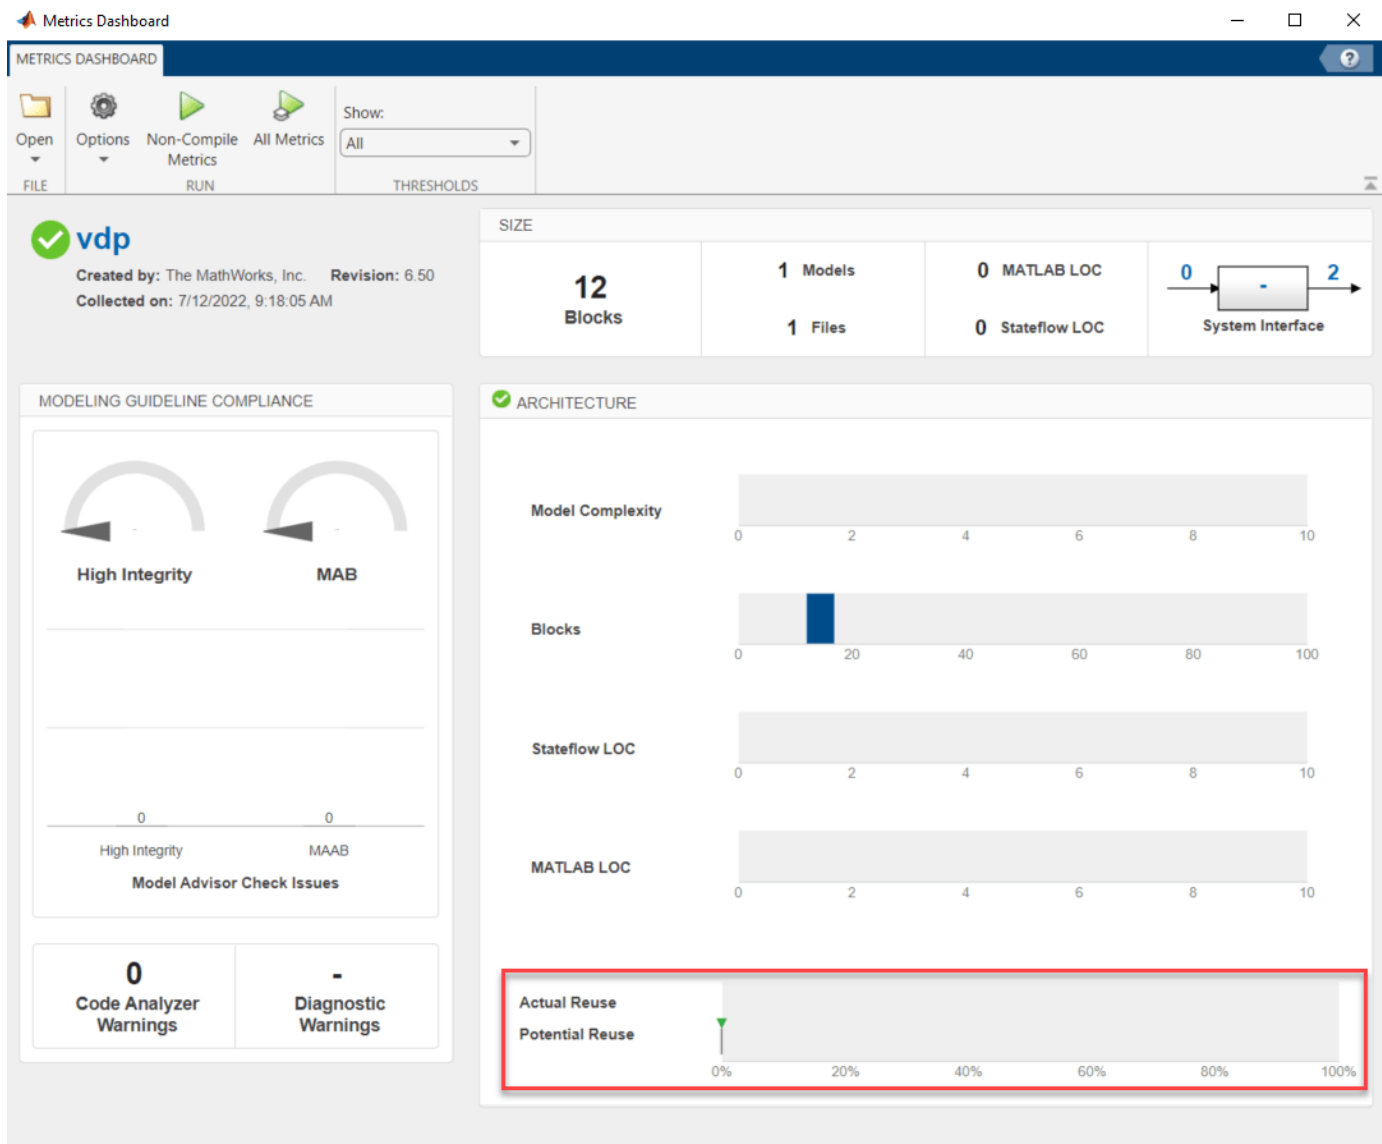 Metrics Dashboard
METRICS DASHBOARD
?
Open
Options
Non-Compile
Metrics
All Metrics
Show:
All
FILE
RUN
THRESHOLDS
vdp
Created by: The MathWorks, Inc. Revision: 6.50
Collected on: 7/12/2022, 9:18:05 AM
SIZE
12
Blocks
1 Models
1 Files
0 MATLAB LOC
0 Stateflow LOC
0 - 2
System Interface
MODELING GUIDELINE COMPLIANCE
- -
High Integrity MAB
0 0
High Integrity MAAB
Model Advisor Check Issues
0
Code Analyzer
Warnings
-
Diagnostic
Warnings
ARCHITECTURE
Model Complexity
0 2 4 6 8 10
Blocks
0 20 40 60 80 100
Stateflow LOC
0 2 4 6 8 10
MATLAB LOC
0 2 4 6 8 10
Actual Reuse
Potential Reuse
0% 20% 40% 60% 80% 100%